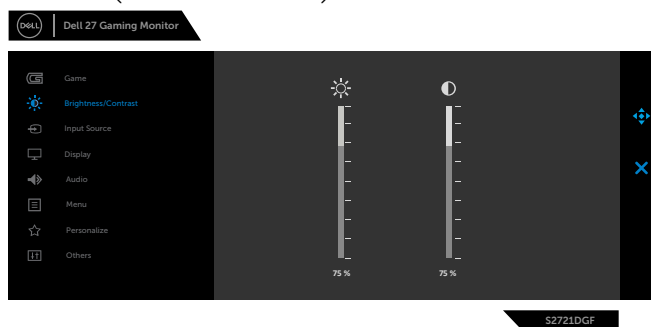 DELL
Dell 27 Gaming Monitor
Game
Brightness/Contrast
Input Source
Display
Audio
Menu
Personalize
Others
75 %
75 %
S2721DGF